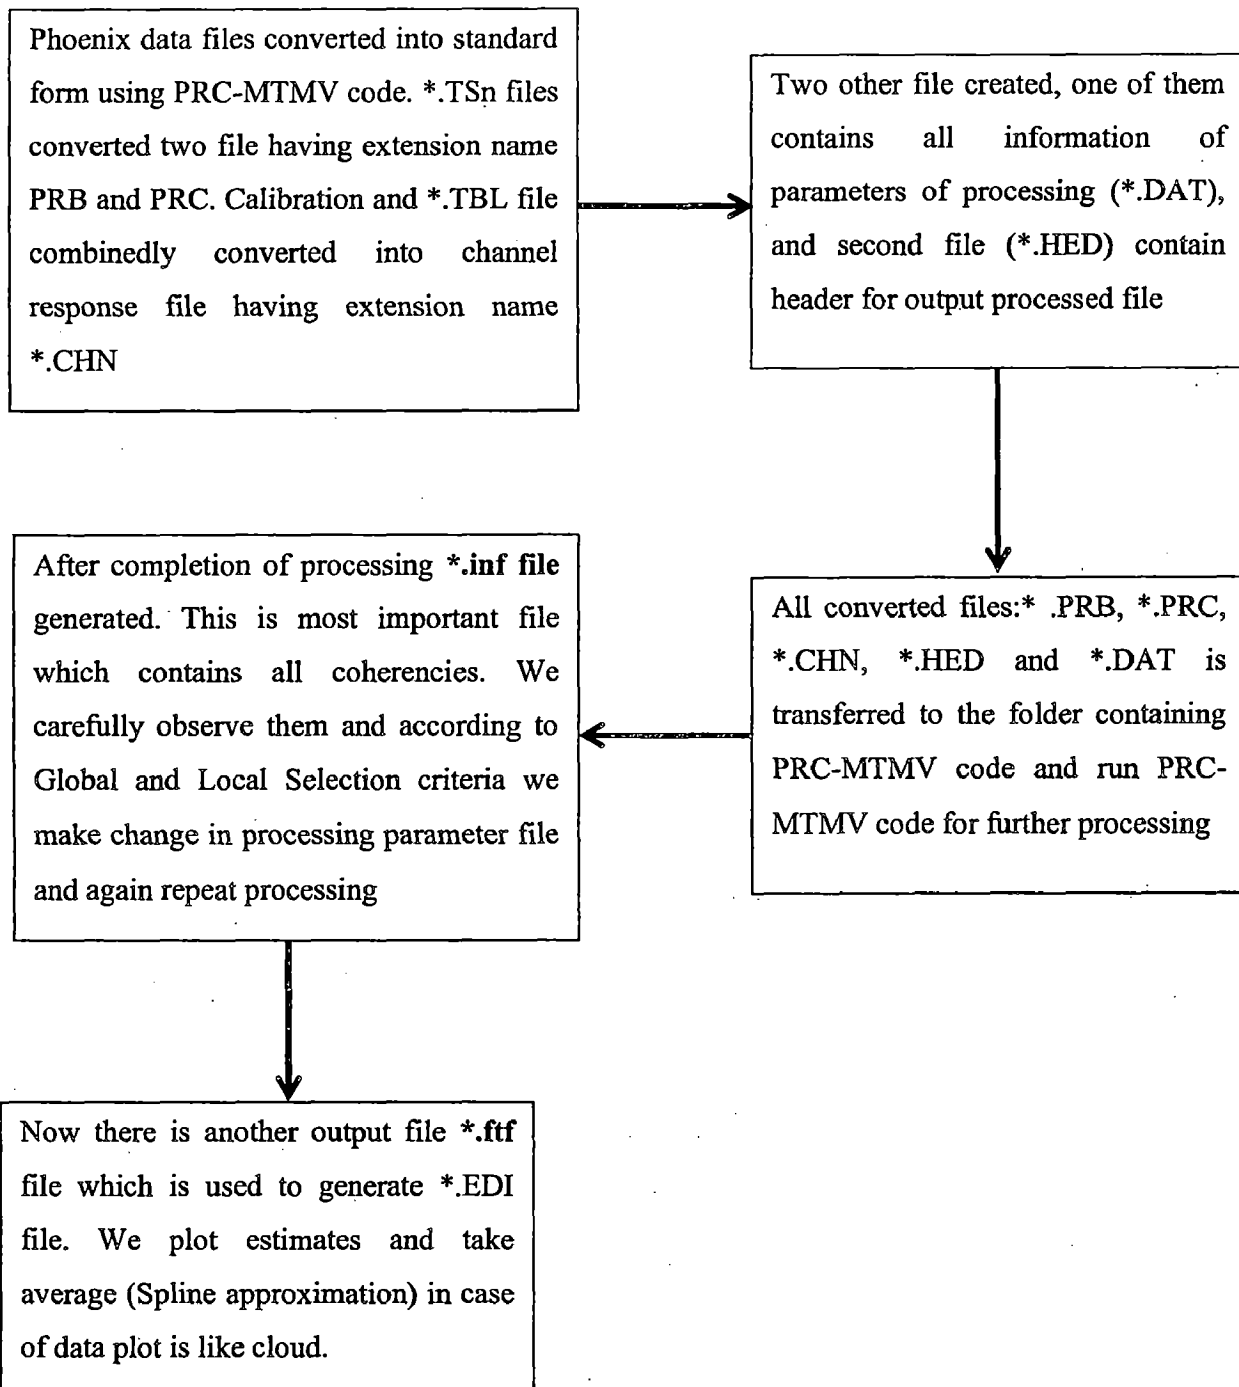 Phoenix data files converted into standard
form using PRC-MTMV code. *.TSn files
converted two file having extension name
PRB and PRC. Calibration and *.TBL file
combinedly converted into channel
response file having extension name
*.CHN
Two other file created, one of them
contains all information of
parameters of processing (*.DAT),
and second file (*.HED) contain
header for output processed file
All converted files:* .PRB, *.PRC,
*.CHN, *.HED and *.DAT is
transferred to the folder containing
PRC-MTMV code and run PRC-
MTMV code for further processing
After completion of processing *.inf file
generated. This is most important file
which contains all coherencies. We
carefully observe them and according to
Global and Local Selection criteria we
make change in processing parameter file
and again repeat processing
Now there is another output file *.ftf
file which is used to generate *.EDI
file. We plot estimates and take
average (Spline approximation) in case
of data plot is like cloud.